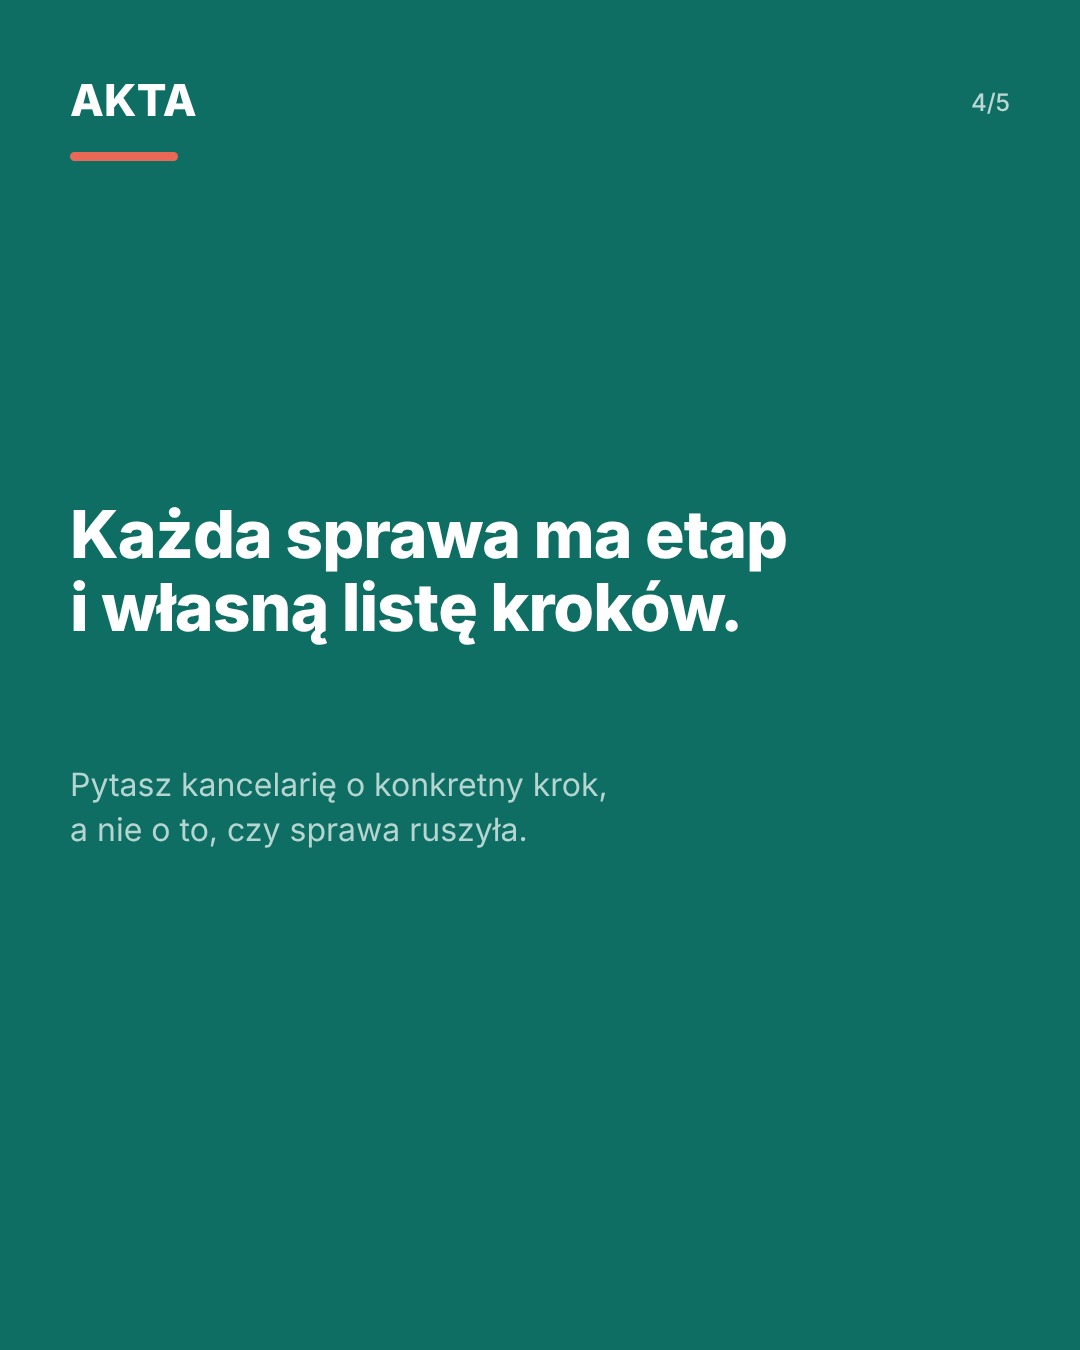 AKTA
4/5
Każda sprawa ma etap
i własną listę kroków.
Pytasz kancelarię o konkretny krok,
a nie o to, czy sprawa ruszyła.